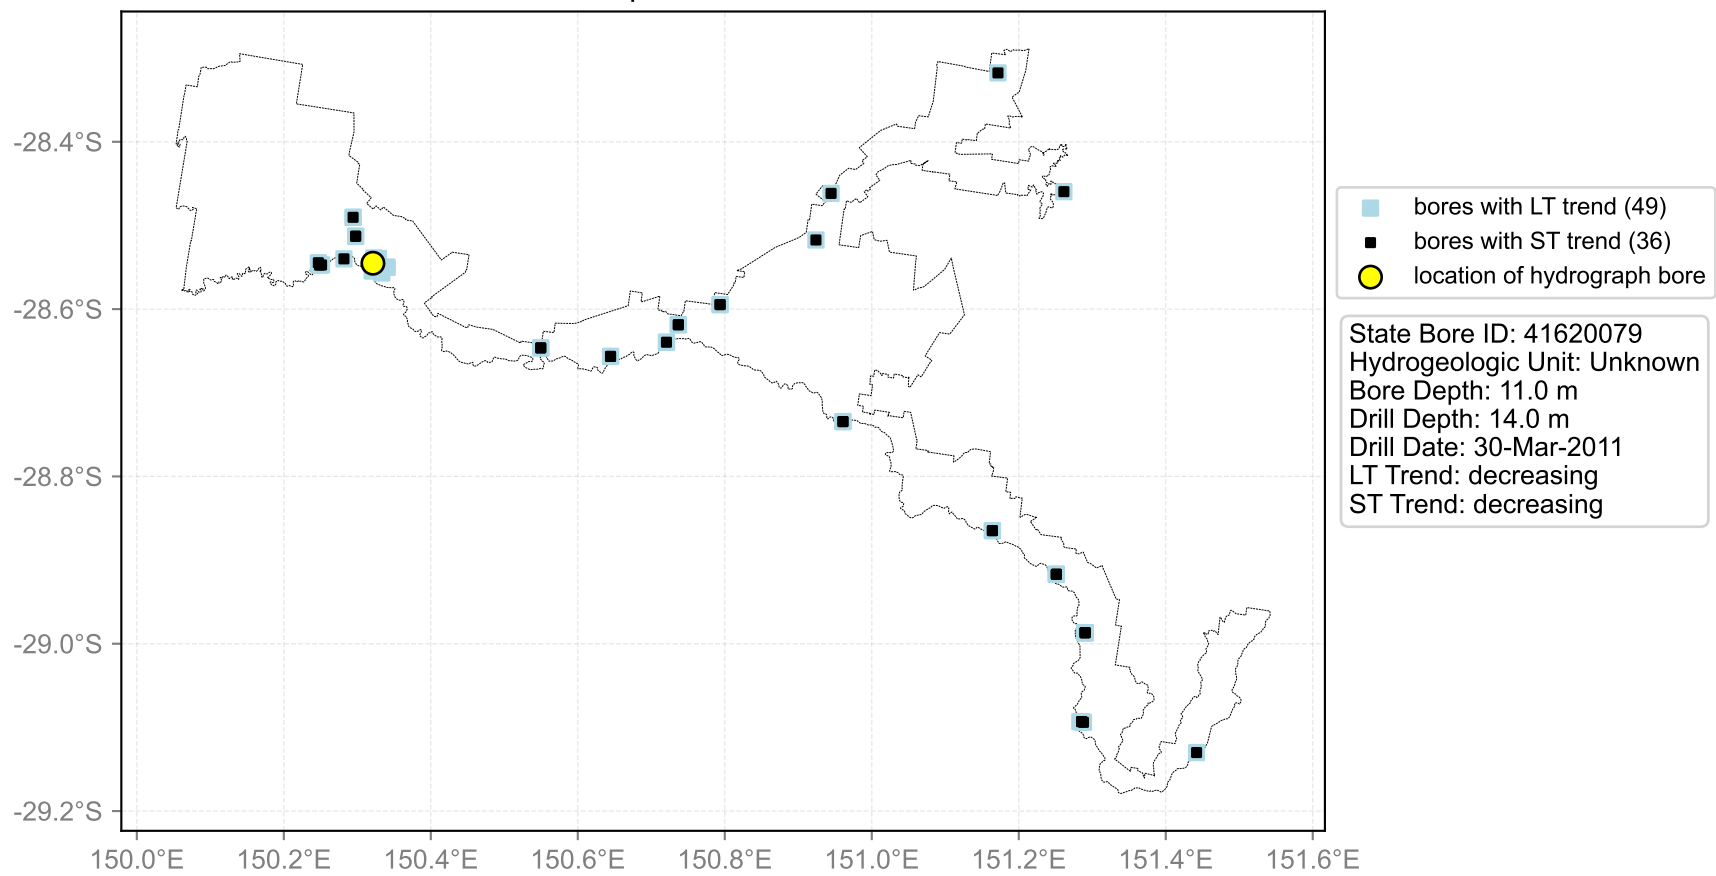 -28.4°S
-28.6°S
-28.8°S
-29.0°S
-29.2°S
150.0°E 150.2°E 150.4°E 150.6°E 150.8°E 151.0°E 151.2°E 151.4°E 151.6°E
bores with LT trend (49)
bores with ST trend (36)
location of hydrograph bore
State Bore ID: 41620079
Hydrogeologic Unit: Unknown
Bore Depth: 11.0 m
Drill Depth: 14.0 m
Drill Date: 30-Mar-2011
LT Trend: decreasing
ST Trend: decreasing